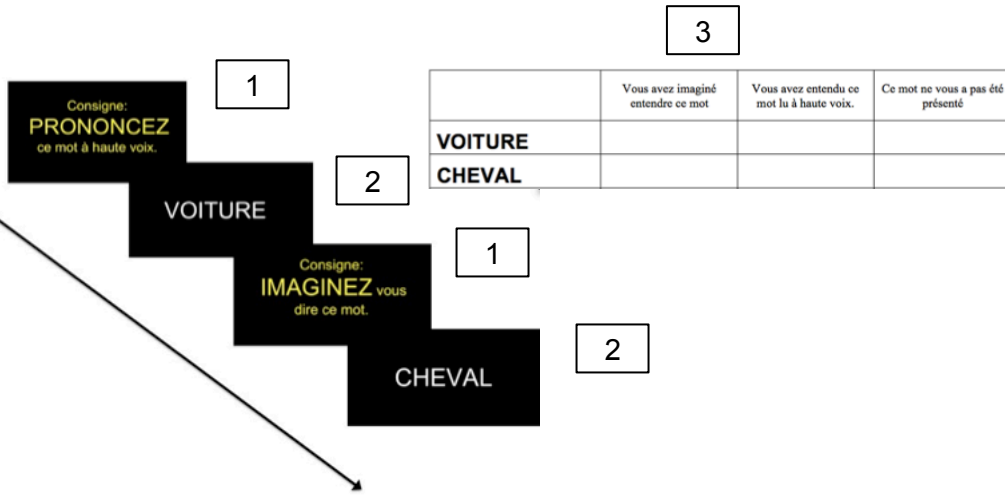 1
Consigne:
PRONONCEZ
ce mot à haute voix.
2
VOITURE
1
Consigne:
IMAGINEZ vous
dire ce mot.
2
CHEVAL
3
Vous avez imaginé
entendre ce mot
Vous avez entendu ce
mot lu à haute voix.
Ce mot ne vous a pas été
présenté
VOITURE
CHEVAL